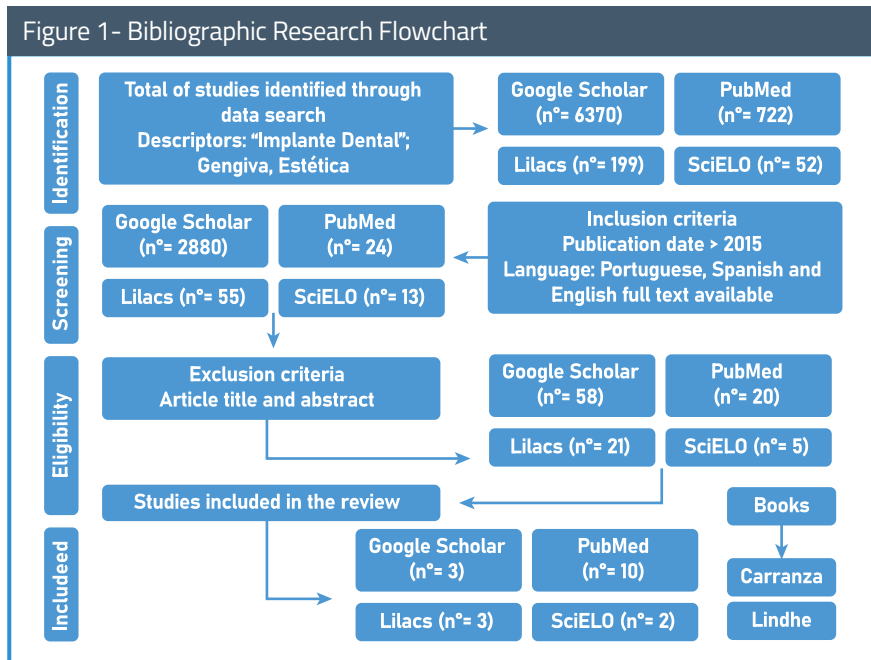 Figure 1- Bibliographic Research Flowchart
Identification
Total of studies identified through
data search
Descriptors: “Implante Dental”;
Gengiva, Estética
Google Scholar
(n°= 6370)
PubMed
(n°= 722)
Lilacs (n°= 199)
SciELO (n°= 52)
Screening
Google Scholar
(n°= 2880)
PubMed
(n°= 24)
Lilacs (n°= 55)
SciELO (n°= 13)
Inclusion criteria
Publication date > 2015
Language: Portuguese, Spanish and
English full text available
Eligibility
Exclusion criteria
Article title and abstract
Google Scholar
(n°= 58)
PubMed
(n°= 20)
Lilacs (n°= 21)
SciELO (n°= 5)
Studies included in the review
Includeed
Google Scholar
(n°= 3)
PubMed
(n°= 10)
Lilacs (n°= 3)
SciELO (n°= 2)
Books
Carranza
Lindhe